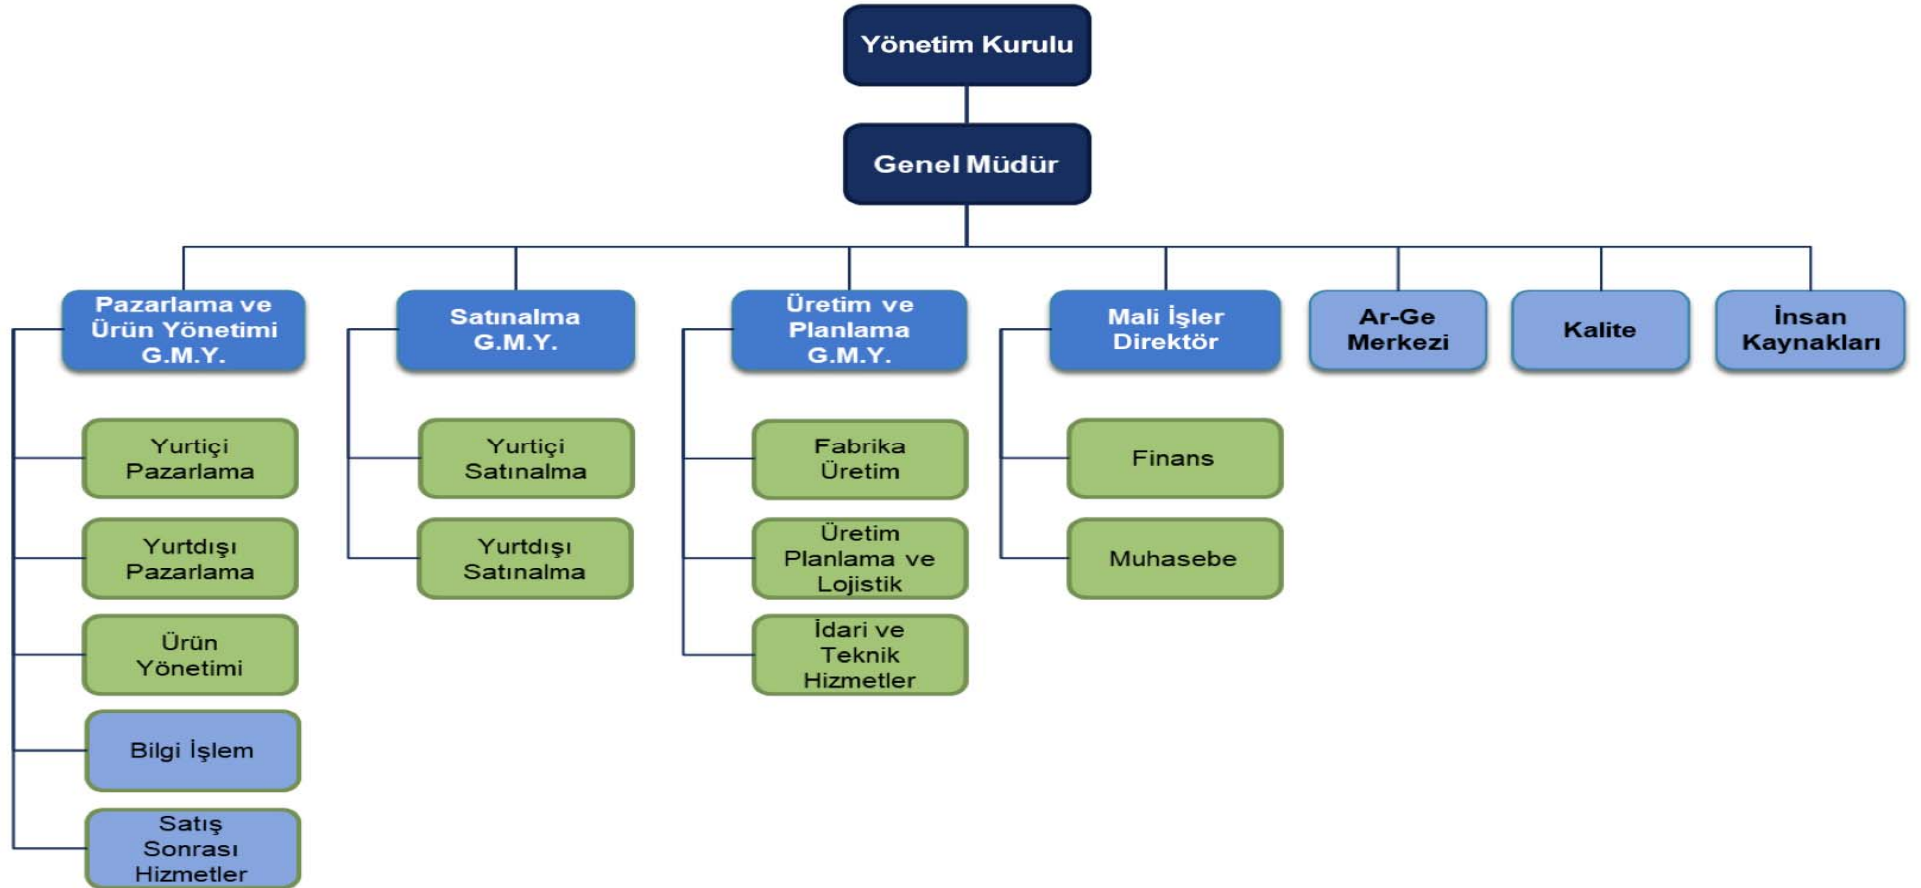 Yönetim Kurulu
Genel Müdür
Pazarlama ve
Ürün Yönetimi
G.M.Y.
Satınalma
G.M.Y.
Üretim ve
Planlama
G.M.Y.
Mali İşler
Direktör
Ar-Ge
Merkezi
Kalite
İnsan
Kaynakları
Yurtiçi
Pazarlama
Yurtdışı
Pazarlama
Ürün
Yönetimi
Bilgi İşlem
Satış
Sonrası
Hizmetler
Yurtiçi
Satınalma
Yurtdışı
Satınalma
Fabrika
Üretim
Üretim
Planlama ve
Lojistik
İdari ve
Teknik
Hizmetler
Finans
Muhasebe